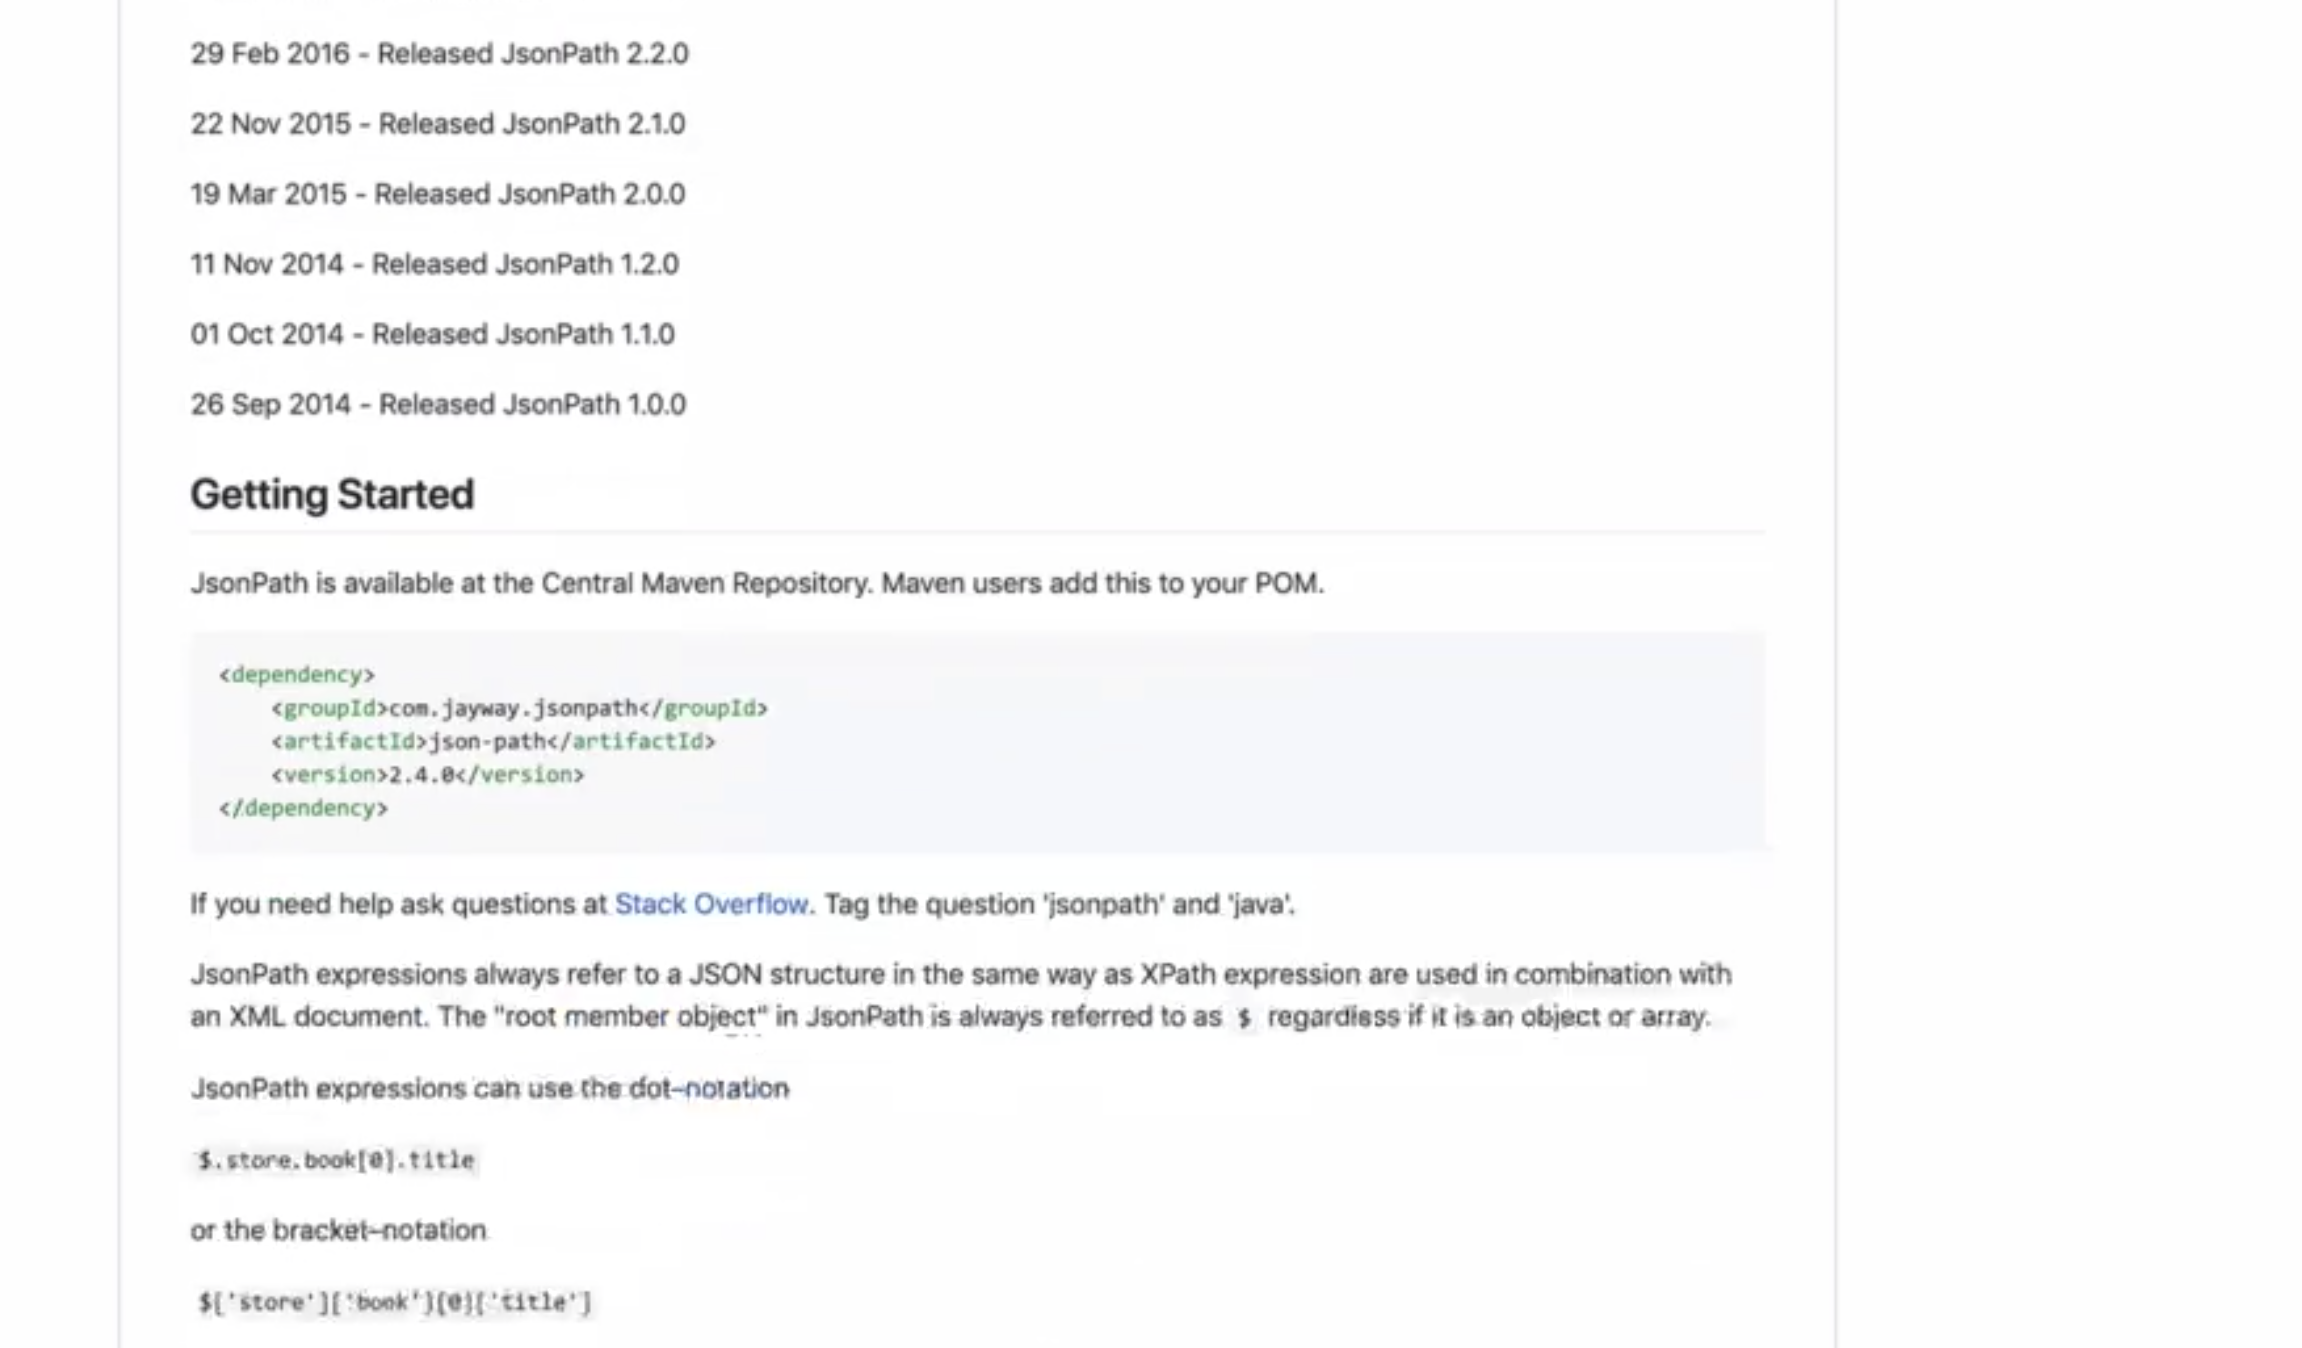 29 Feb 2016 - Released JsonPath 2.2.0
22 Nov 2015 - Released JsonPath 2.1.0
19 Mar 2015 - Released JsonPath 2.0.0
11 Nov 2014 - Released JsonPath 1.2.0
01 Oct 2014 - Released JsonPath 1.1.0
26 Sep 2014 - Released JsonPath 1.0.0
Getting Started
JsonPath is available at the Central Maven Repository. Maven users add this to your POM.
<dependency>
    <groupId>com.jayway.jsonpath</groupId>
    <artifactId>json-path</artifactId>
    <version>2.4.0</version>
</dependency>
If you need help ask questions at Stack Overflow. Tag the question 'jsonpath' and 'java'.
JsonPath expressions always refer to a JSON structure in the same way as XPath expression are used in combination with
an XML document. The "root member object" in JsonPath is always referred to as $ regardless if it is an object or array.
JsonPath expressions can use the dot–notation
$.store.book[0].title
or the bracket–notation
$['store']['book'][0]['title']